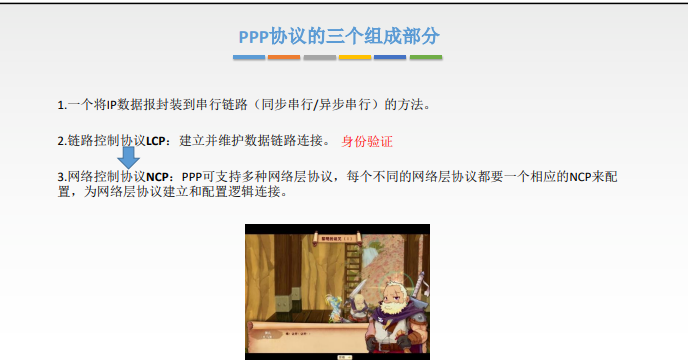 PPP协议的三个组成部分
1.一个将IP数据报封装到串行链路（同步串行/异步串行）的方法。
2.链路控制协议LCP：建立并维护数据链路连接。 身份验证
3.网络控制协议NCP：PPP可支持多种网络层协议，每个不同的网络层协议都要一个相应的NCP来配
置，为网络层协议建立和配置逻辑连接。